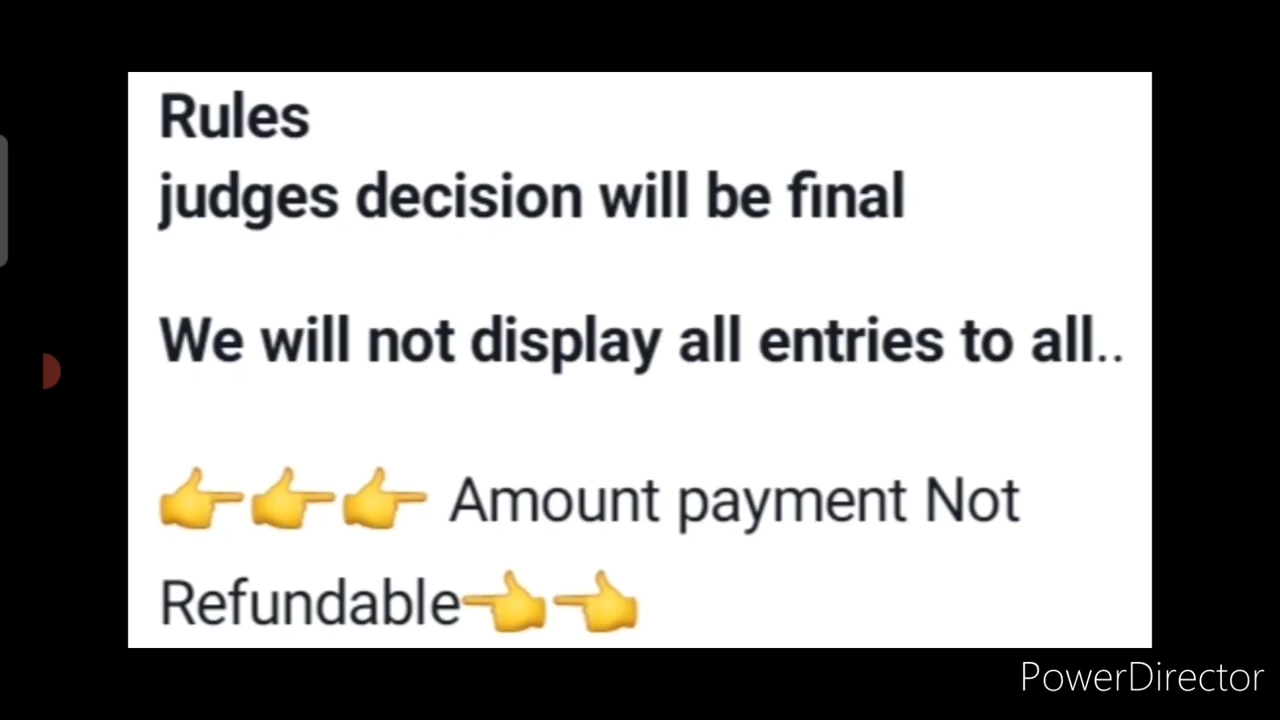 Rules
judges decision will be final
We will not display all entries to all..
👉👉👉 Amount payment Not
Refundable👈👈
PowerDirector